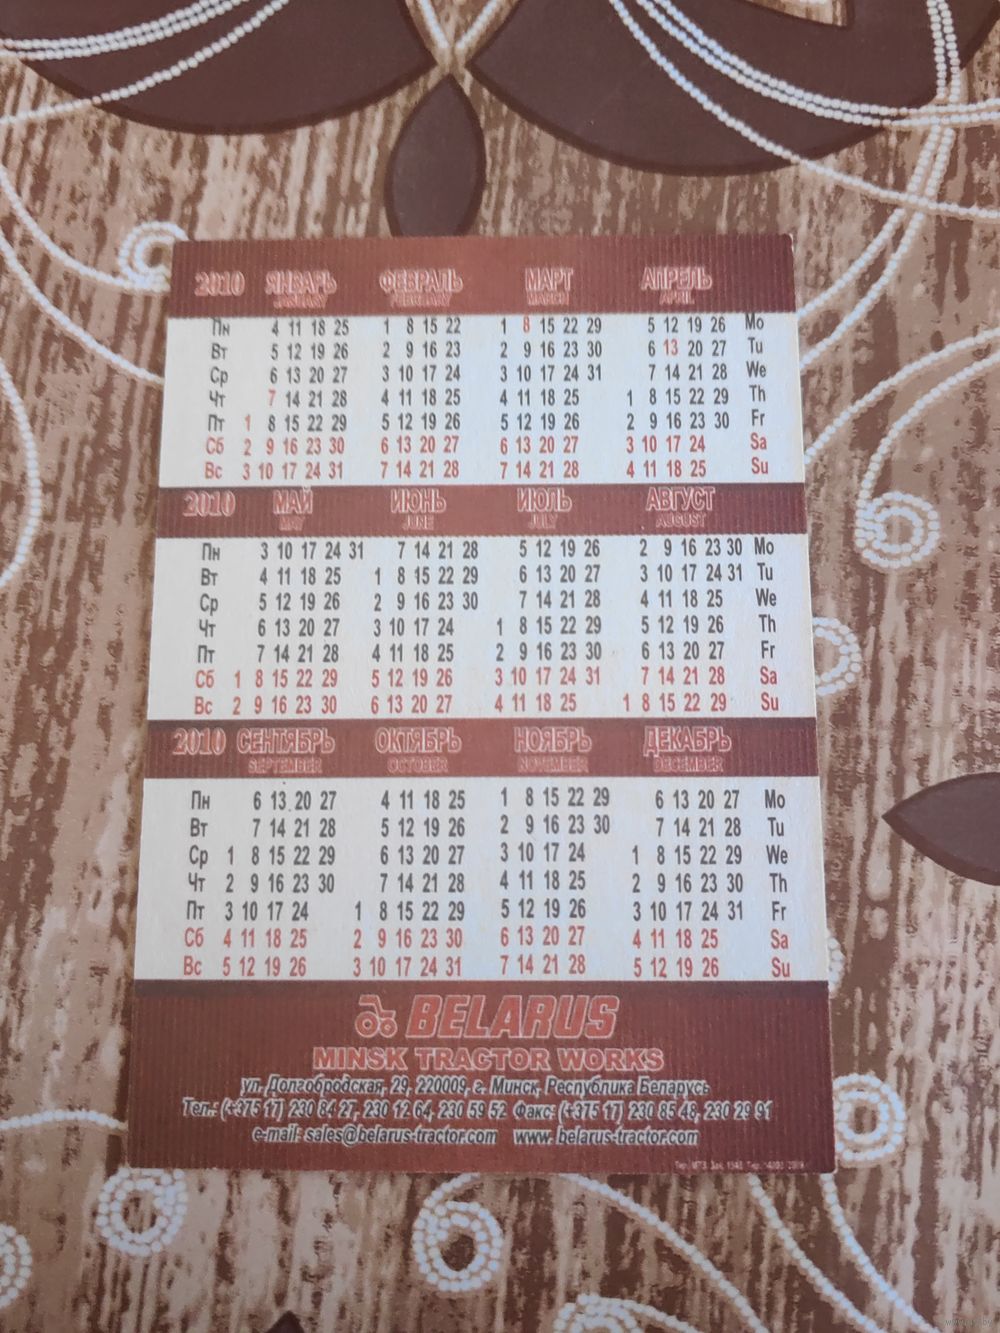 2010 ЯНВАРЬ ФЕВРАЛЬ МАРТ АПРЕЛЬ
JANUARY FEBRUARY MARCH APRIL
Пн 4 11 18 25 1 8 15 22 1 8 15 22 29 5 12 19 26 Mo
Вт 5 12 19 26 2 9 16 23 2 9 16 23 30 6 13 20 27 Tu
Ср 6 13 20 27 3 10 17 24 3 10 17 24 31 7 14 21 28 We
Чт 7 14 21 28 4 11 18 25 4 11 18 25 1 8 15 22 29 Th
Пт 1 8 15 22 29 5 12 19 26 5 12 19 26 2 9 16 23 30 Fr
Сб 2 9 16 23 30 6 13 20 27 6 13 20 27 3 10 17 24 Sa
Вс 3 10 17 24 31 7 14 21 28 7 14 21 28 4 11 18 25 Su
2010 МАЙ ИЮНЬ ИЮЛЬ АВГУСТ
MAY JUNE JULY AUGUST
Пн 3 10 17 24 31 7 14 21 28 5 12 19 26 2 9 16 23 30 Mo
Вт 4 11 18 25 1 8 15 22 29 6 13 20 27 3 10 17 24 31 Tu
Ср 5 12 19 26 2 9 16 23 30 7 14 21 28 4 11 18 25 We
Чт 6 13 20 27 3 10 17 24 1 8 15 22 29 5 12 19 26 Th
Пт 7 14 21 28 4 11 18 25 2 9 16 23 30 6 13 20 27 Fr
Сб 1 8 15 22 29 5 12 19 26 3 10 17 24 31 7 14 21 28 Sa
Вс 2 9 16 23 30 6 13 20 27 4 11 18 25 1 8 15 22 29 Su
2010 СЕНТЯБРЬ ОКТЯБРЬ НОЯБРЬ ДЕКАБРЬ
SEPTEMBER OCTOBER NOVEMBER DECEMBER
Пн 6 13 20 27 4 11 18 25 1 8 15 22 29 6 13 20 27 Mo
Вт 7 14 21 28 5 12 19 26 2 9 16 23 30 7 14 21 28 Tu
Ср 1 8 15 22 29 6 13 20 27 3 10 17 24 1 8 15 22 29 We
Чт 2 9 16 23 30 7 14 21 28 4 11 18 25 2 9 16 23 30 Th
Пт 3 10 17 24 1 8 15 22 29 5 12 19 26 3 10 17 24 31 Fr
Сб 4 11 18 25 2 9 16 23 30 6 13 20 27 4 11 18 25 Sa
Вс 5 12 19 26 3 10 17 24 31 7 14 21 28 5 12 19 26 Su
BELARUS
MINSK TRACTOR WORKS
ул. Долгобродская, 29, 220009, г. Минск, Республика Беларусь
Тел.: (+375 17) 230 84 27, 230 12 64, 230 59 52 Факс: (+375 17) 230 85 48, 230 29 91
e-mail: sales@belarus-tractor.com www. belarus-tractor.com
Тир. МТЗ Зак.